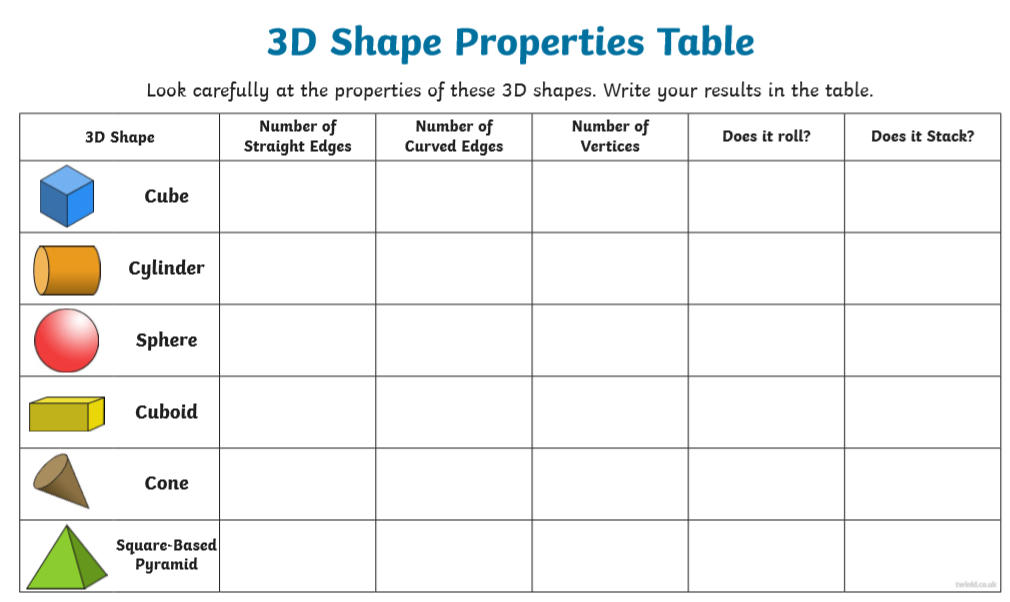 3D Shape Properties Table
Look carefully at the properties of these 3D shapes. Write your results in the table.
3D Shape
Number of
Straight Edges
Number of
Curved Edges
Number of
Vertices
Does it roll?
Does it Stack?
Cube
Cylinder
Sphere
Cuboid
Cone
Square-Based
Pyramid
twinkl.co.uk